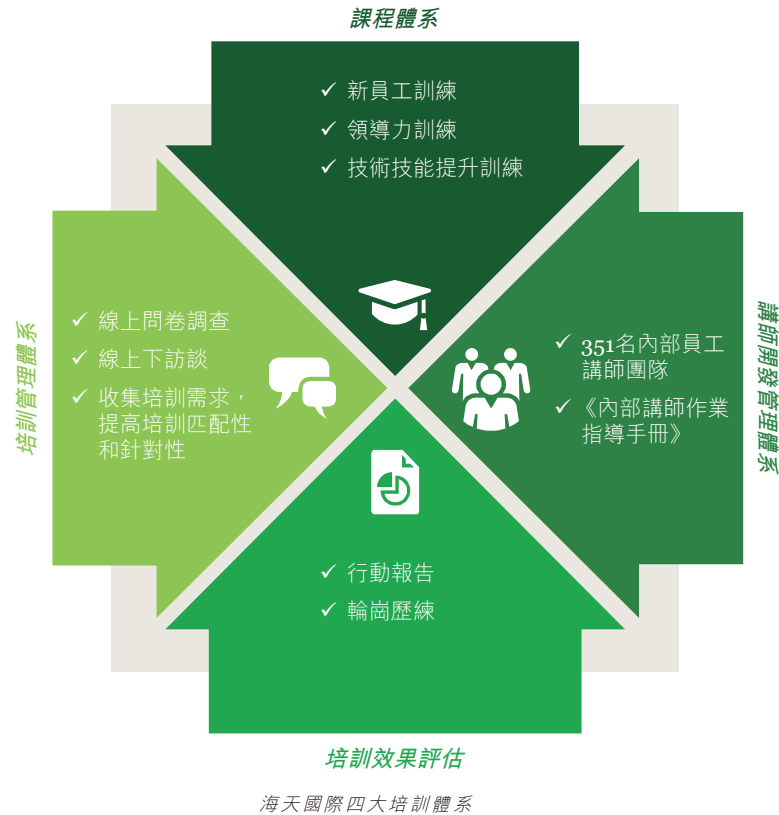 課程體系
新員工訓練
領導力訓練
技術技能提升訓練
培訓管理體系
線上問卷調查
線上下訪談
收集培訓需求，
提高培訓匹配性
和針對性
351名內部員工
講師團隊
《內部講師作業
指導手冊》
講師開發管理體系
行動報告
輪崗歷練
培訓效果評估
海天國際四大培訓體系